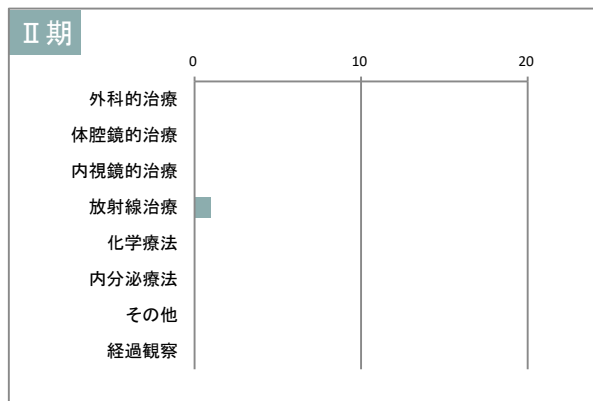 Ⅱ期
0 10 20
外科的治療
体腔鏡的治療
内視鏡的治療
放射線治療
化学療法
内分泌療法
その他
経過観察